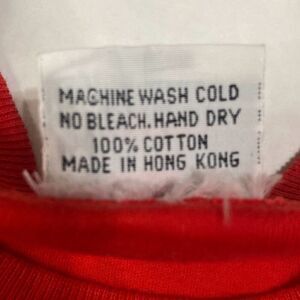 MACHINE WASH COLD
NO BLEACH. HAND DRY
100% COTTON
MADE IN HONG KONG